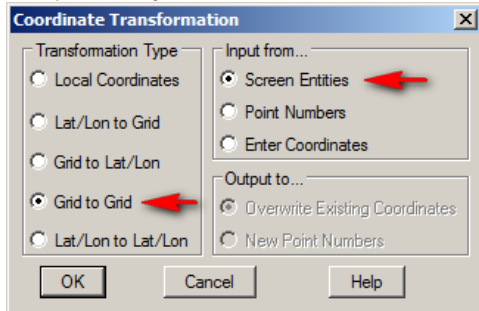 Coordinate Transformation
Transformation Type
Local Coordinates
Lat/Lon to Grid
Grid to Lat/Lon
Grid to Grid
Lat/Lon to Lat/Lon
Input from...
Screen Entities
Point Numbers
Enter Coordinates
Output to...
Overwrite Existing Coordinates
New Point Numbers
OK
Cancel
Help